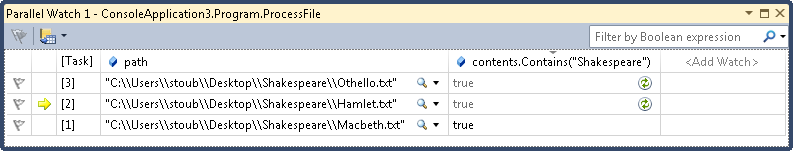 Parallel Watch 1 - ConsoleApplication3.Program.ProcessFile
Filter by Boolean expression
[Task] path contents.Contains("Shakespeare") <Add Watch>
[3] "C:\\Users\\stoub\\Desktop\\Shakespeare\\Othello.txt" true
[2] "C:\\Users\\stoub\\Desktop\\Shakespeare\\Hamlet.txt" true
[1] "C:\\Users\\stoub\\Desktop\\Shakespeare\\Macbeth.txt" true